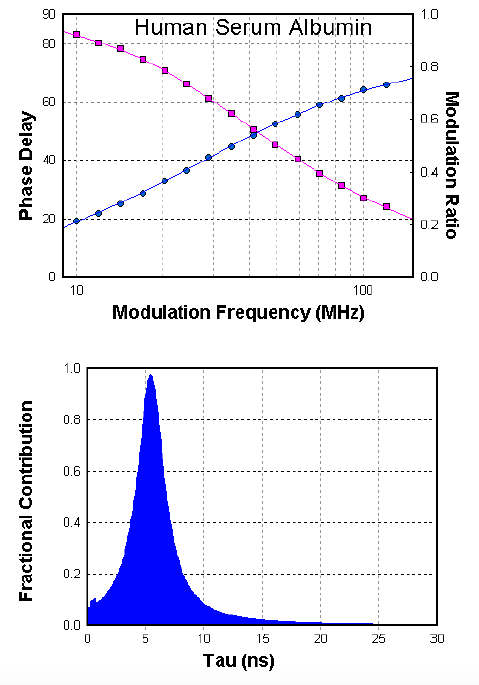 Human Serum Albumin
90
80
60
40
20
0
Phase Delay
1.0
0.8
0.6
0.4
0.2
0.0
Modulation Ratio
10 100
Modulation Frequency (MHz)
1.0
0.8
0.6
0.4
0.2
0.0
Fractional Contribution
0 5 10 15 20 25 30
Tau (ns)